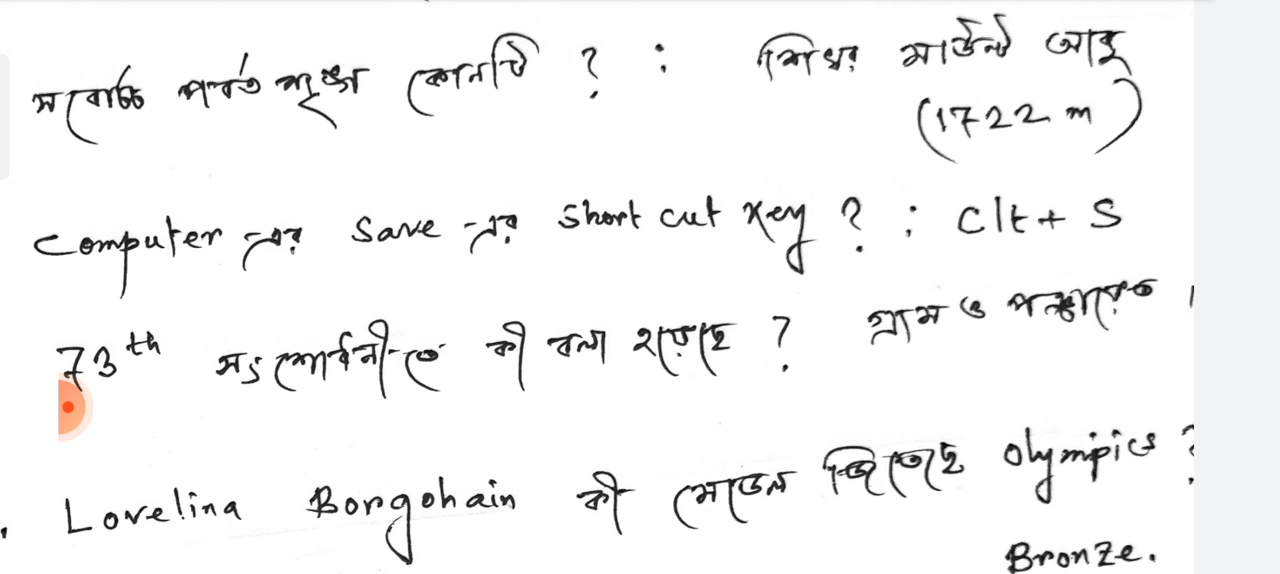 সর্বোচ্চ পর্বত শৃঙ্গ কোনটি ? : শিখর মাউন্ট আবু
(1722 m)
Computer -এর Save -এর Short cut Key ? : Clt + S
73th সংশোধনীতে কী বলা হয়েছে ? গ্রাম ও পঞ্চায়েত ।
. Lovelina Borgohain কী মেডেল জিতেছে Olympics ?
Bronze.